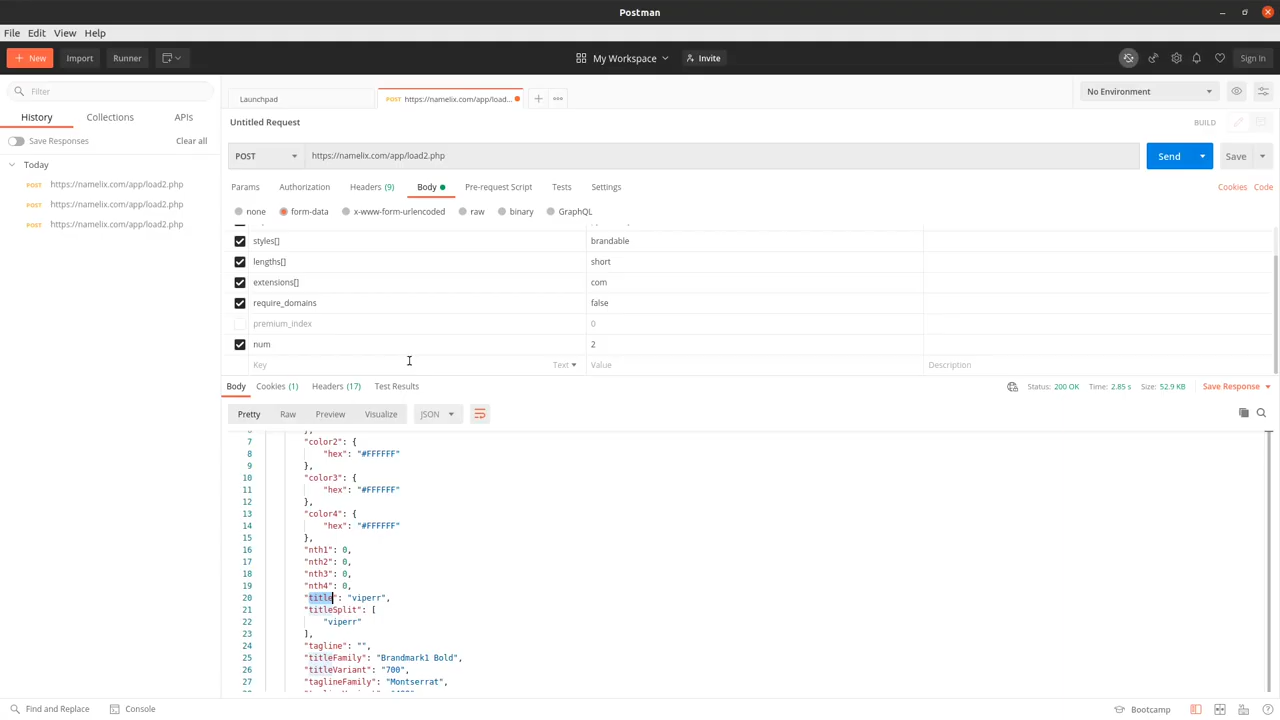 Postman
File Edit View Help
New Import Runner My Workspace Invite Sign In
Filter
Launchpad POST https://namelix.com/app/load... No Environment
History Collections APIs
Untitled Request BUILD
Save Responses Clear all
Today
POST https://namelix.com/app/load2.php Send Save
POST https://namelix.com/app/load2.php
POST https://namelix.com/app/load2.php
POST https://namelix.com/app/load2.php
Params Authorization Headers (9) Body Pre-request Script Tests Settings Cookies Code
none form-data x-www-form-urlencoded raw binary GraphQL
styles[] brandable
lengths[] short
extensions[] com
require_domains false
premium_index 0
num 2
Key Text Value Description
Body Cookies (1) Headers (17) Test Results Status: 200 OK Time: 2.85 s Size: 52.9 KB Save Response
Pretty Raw Preview Visualize JSON
7 "color2": {
8 "hex": "#FFFFFF"
9 },
10 "color3": {
11 "hex": "#FFFFFF"
12 },
13 "color4": {
14 "hex": "#FFFFFF"
15 },
16 "nth1": 0,
17 "nth2": 0,
18 "nth3": 0,
19 "nth4": 0,
20 "title": "viperr",
21 "titleSplit": [
22 "viperr"
23 ],
24 "tagline": "",
25 "titleFamily": "Brandmark1 Bold",
26 "titleVariant": "700",
27 "taglineFamily": "Montserrat",
Find and Replace Console Bootcamp